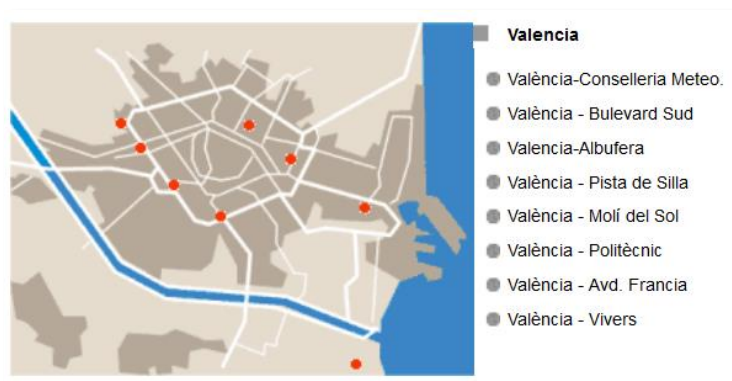 Valencia
València-Conselleria Meteo.
València - Bulevard Sud
Valencia-Albufera
València - Pista de Silla
València - Molí del Sol
València - Politècnic
València - Avd. Francia
València - Vivers